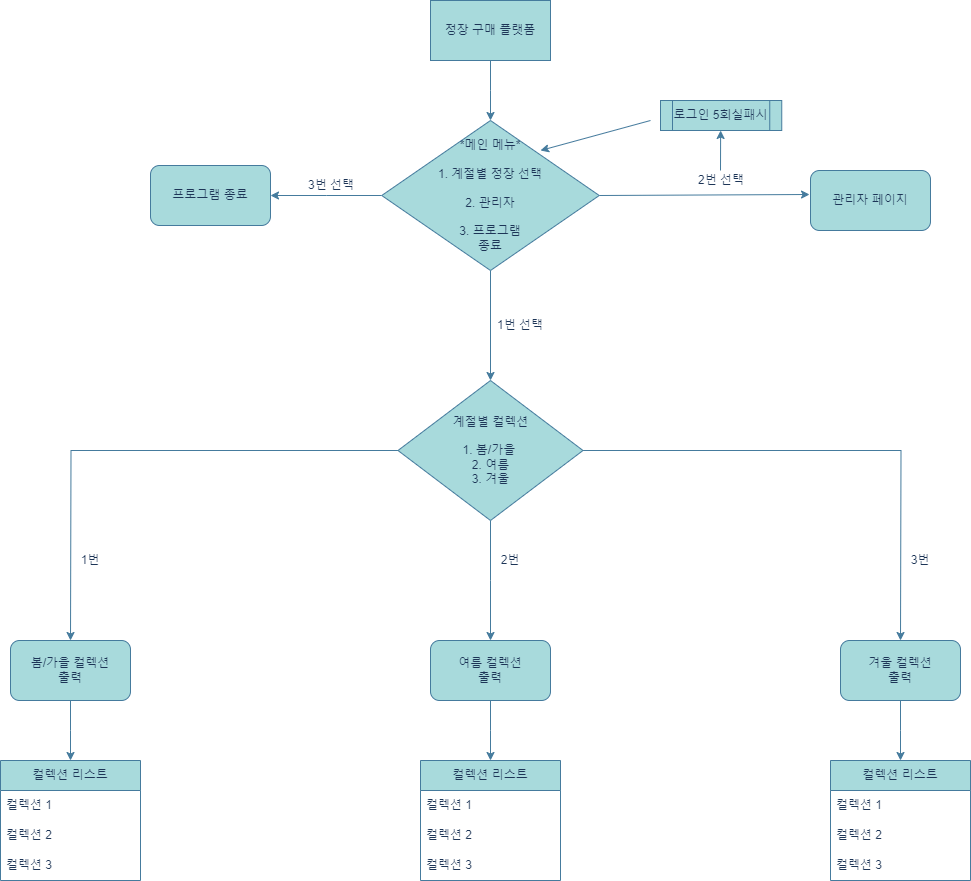 정장 구매 플랫폼
로그인 5회실패시
*메인 메뉴*
1. 계절별 정장 선택
2. 관리자
3. 프로그램
종료
3번 선택
프로그램 종료
2번 선택
관리자 페이지
1번 선택
계절별 컬렉션
1. 봄/가을
2. 여름
3. 겨울
1번
2번
3번
봄/가을 컬렉션
출력
여름 컬렉션
출력
겨울 컬렉션
출력
컬렉션 리스트
컬렉션 1
컬렉션 2
컬렉션 3
컬렉션 리스트
컬렉션 1
컬렉션 2
컬렉션 3
컬렉션 리스트
컬렉션 1
컬렉션 2
컬렉션 3